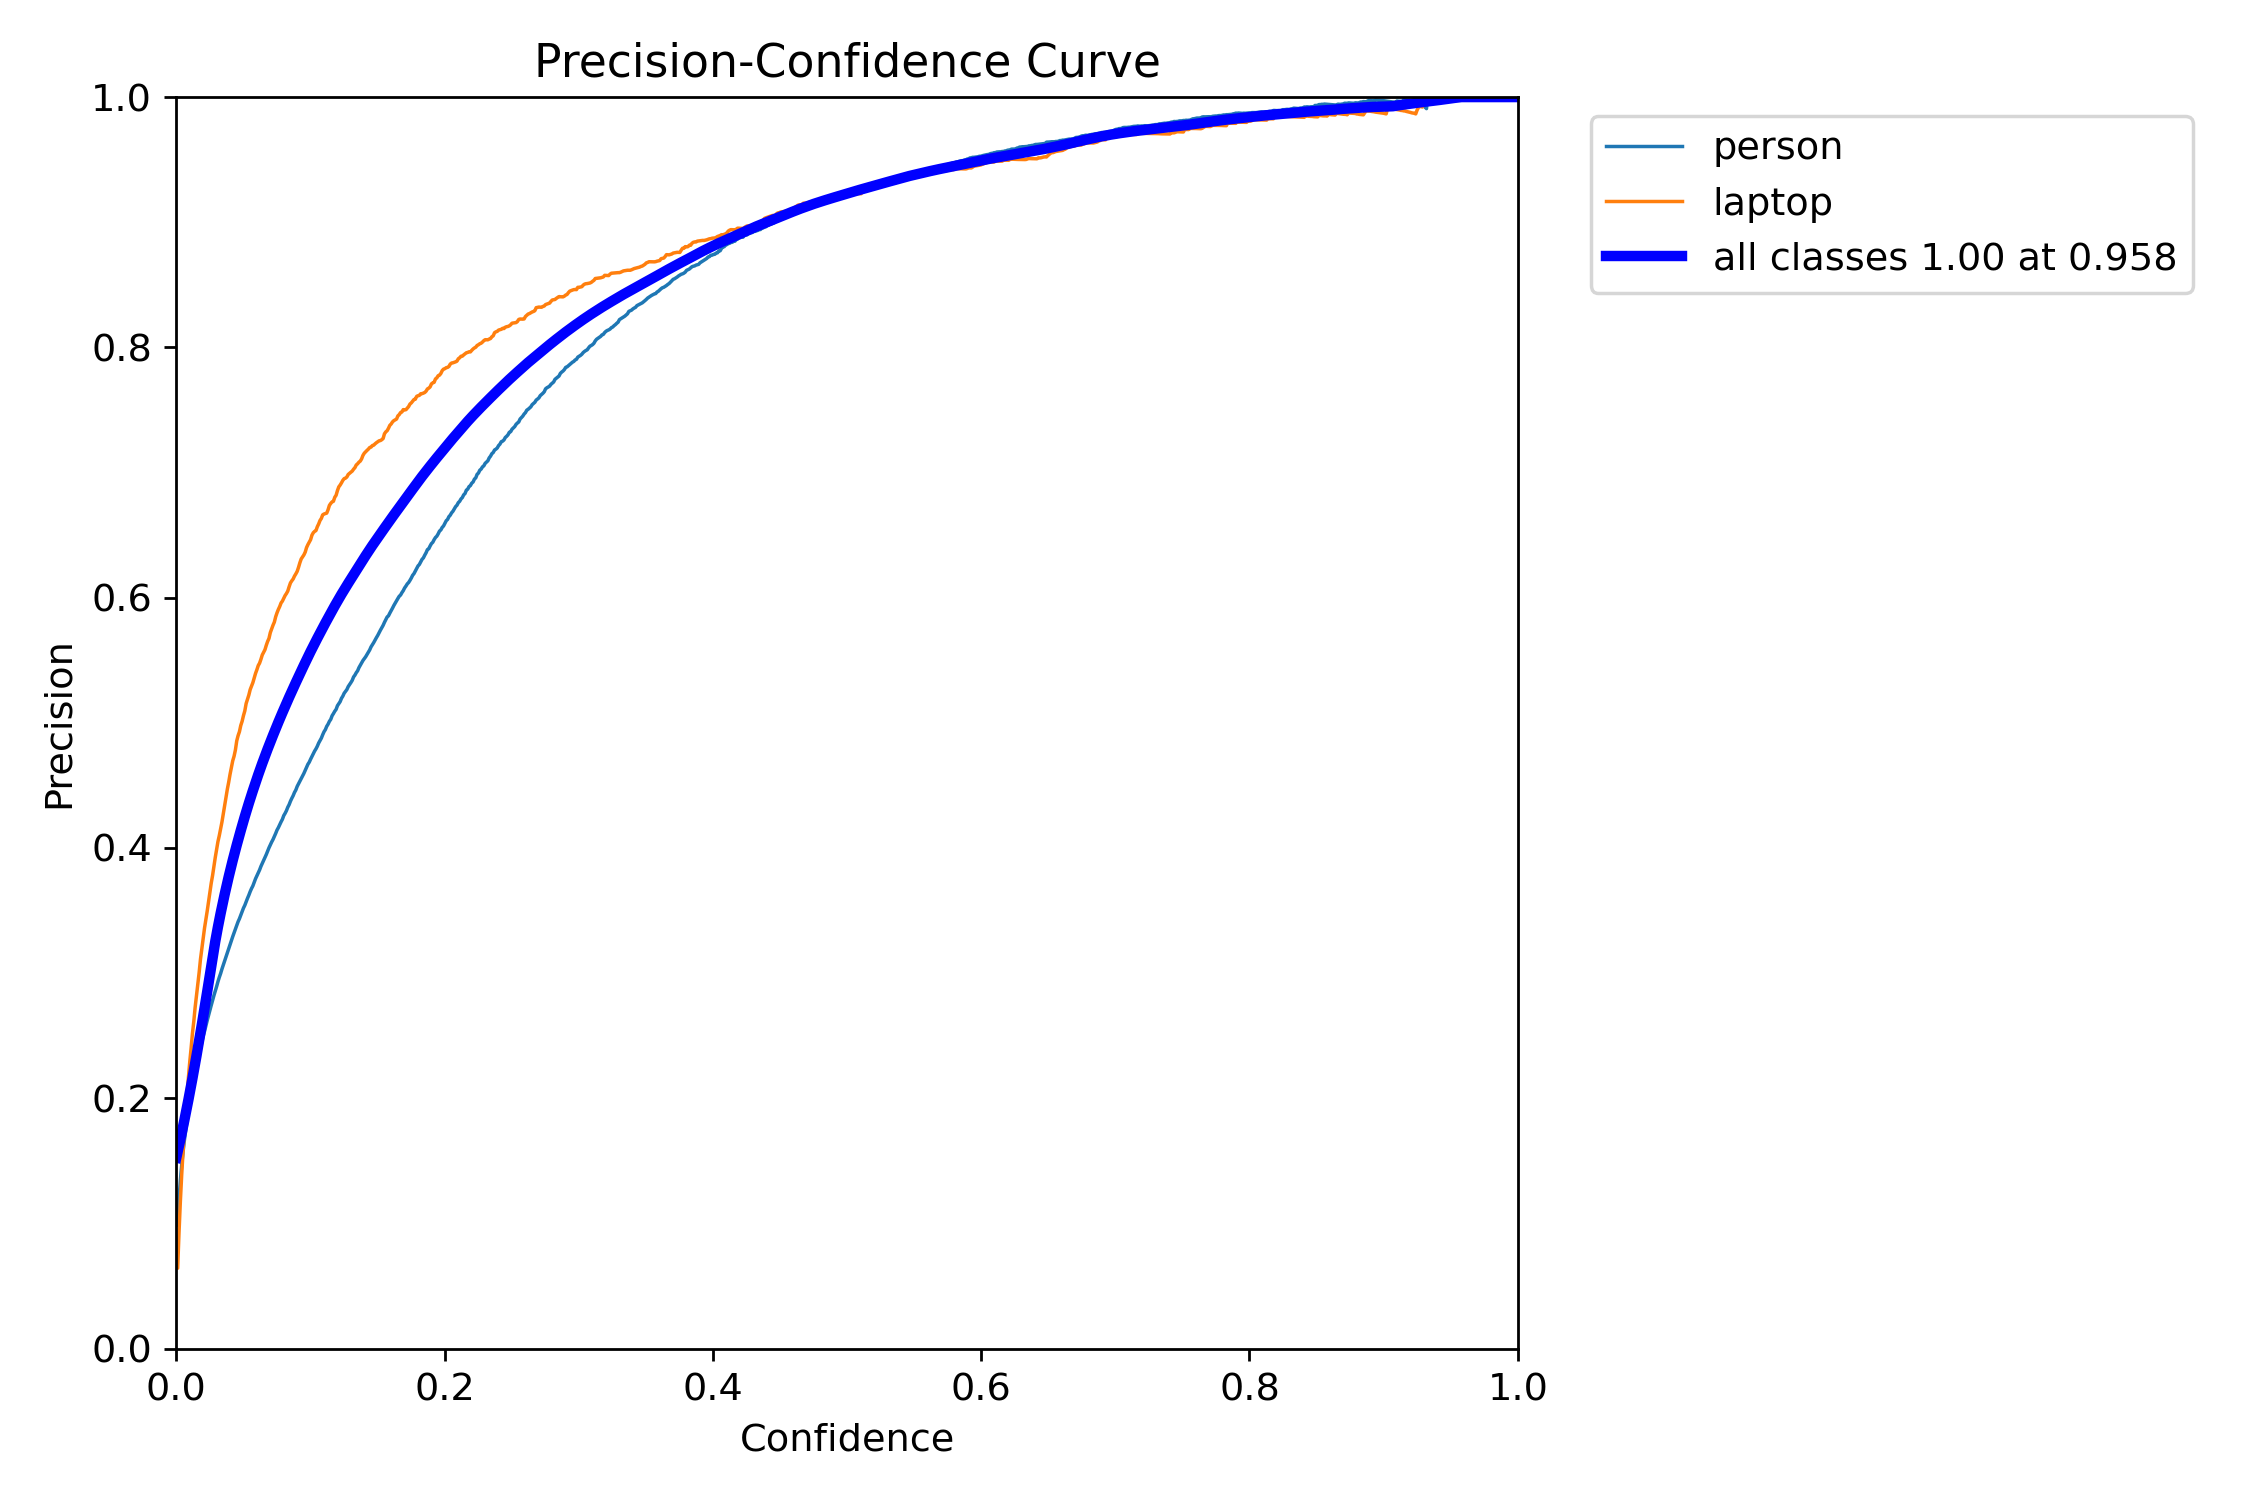 Precision-Confidence Curve
1.0
0.8
0.6
0.4
0.2
0.0
Precision
0.0 0.2 0.4 0.6 0.8 1.0
Confidence
person
laptop
all classes 1.00 at 0.958